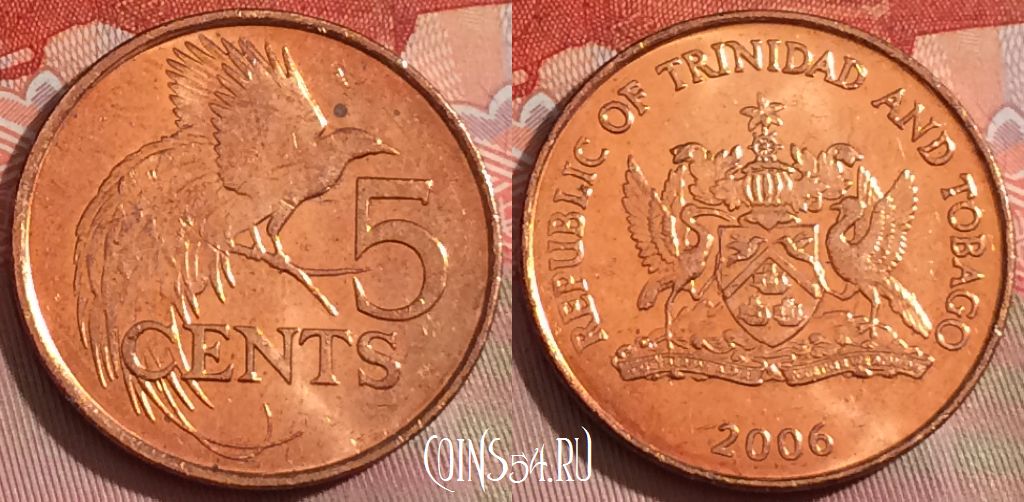 5
CENTS
REPUBLIC OF TRINIDAD AND TOBAGO
2006
COINS54.RU